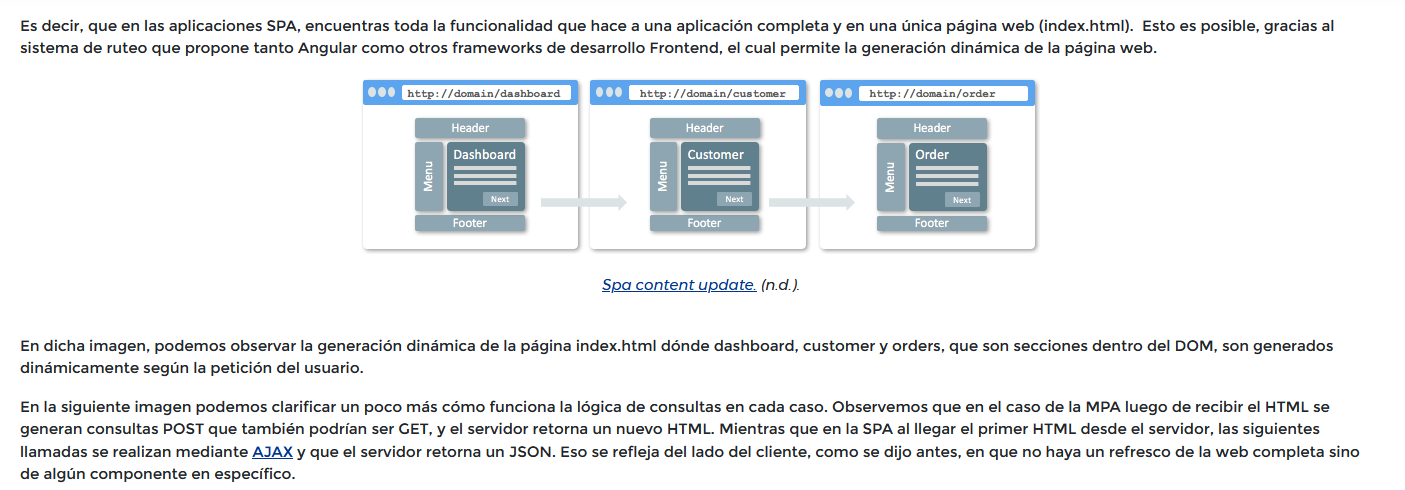 Es decir, que en las aplicaciones SPA, encuentras toda la funcionalidad que hace a una aplicación completa y en una única página web (index.html).  Esto es posible, gracias al
sistema de ruteo que propone tanto Angular como otros frameworks de desarrollo Frontend, el cual permite la generación dinámica de la página web.
http://domain/dashboard
Header
Menu
Dashboard
Next
Footer
http://domain/customer
Header
Menu
Customer
Next
Footer
http://domain/order
Header
Menu
Order
Next
Footer
Spa content update. (n.d.).
En dicha imagen, podemos observar la generación dinámica de la página index.html dónde dashboard, customer y orders, que son secciones dentro del DOM, son generados
dinámicamente según la petición del usuario.
En la siguiente imagen podemos clarificar un poco más cómo funciona la lógica de consultas en cada caso. Observemos que en el caso de la MPA luego de recibir el HTML se
generan consultas POST que también podrían ser GET, y el servidor retorna un nuevo HTML. Mientras que en la SPA al llegar el primer HTML desde el servidor, las siguientes
llamadas se realizan mediante AJAX y que el servidor retorna un JSON. Eso se refleja del lado del cliente, como se dijo antes, en que no haya un refresco de la web completa sino
de algún componente en específico.